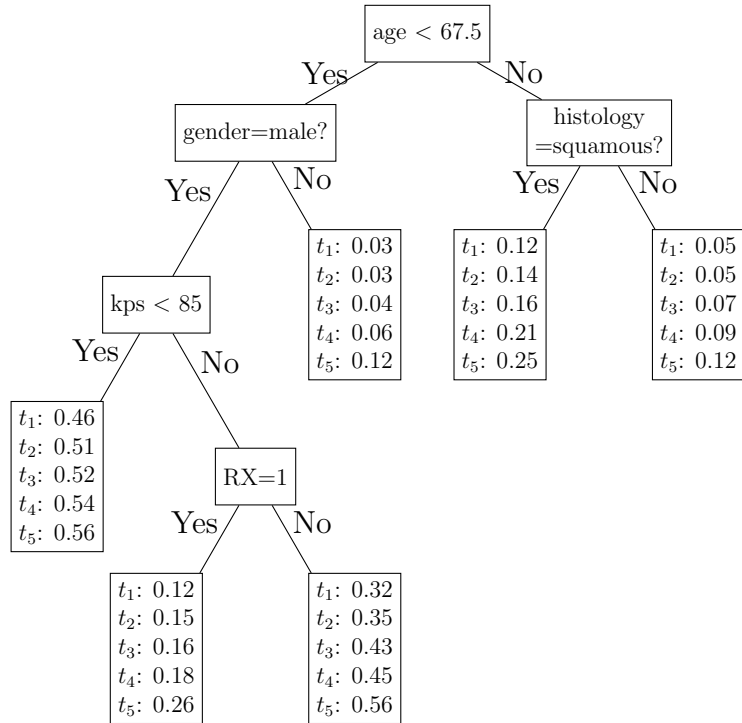 age < 67.5
Yes
No
gender=male?
histology
=squamous?
Yes
No
Yes
No
t₁: 0.03
t₂: 0.03
t₃: 0.04
t₄: 0.06
t₅: 0.12
t₁: 0.12
t₂: 0.14
t₃: 0.16
t₄: 0.21
t₅: 0.25
t₁: 0.05
t₂: 0.05
t₃: 0.07
t₄: 0.09
t₅: 0.12
kps < 85
Yes
No
t₁: 0.46
t₂: 0.51
t₃: 0.52
t₄: 0.54
t₅: 0.56
RX=1
Yes
No
t₁: 0.12
t₂: 0.15
t₃: 0.16
t₄: 0.18
t₅: 0.26
t₁: 0.32
t₂: 0.35
t₃: 0.43
t₄: 0.45
t₅: 0.56